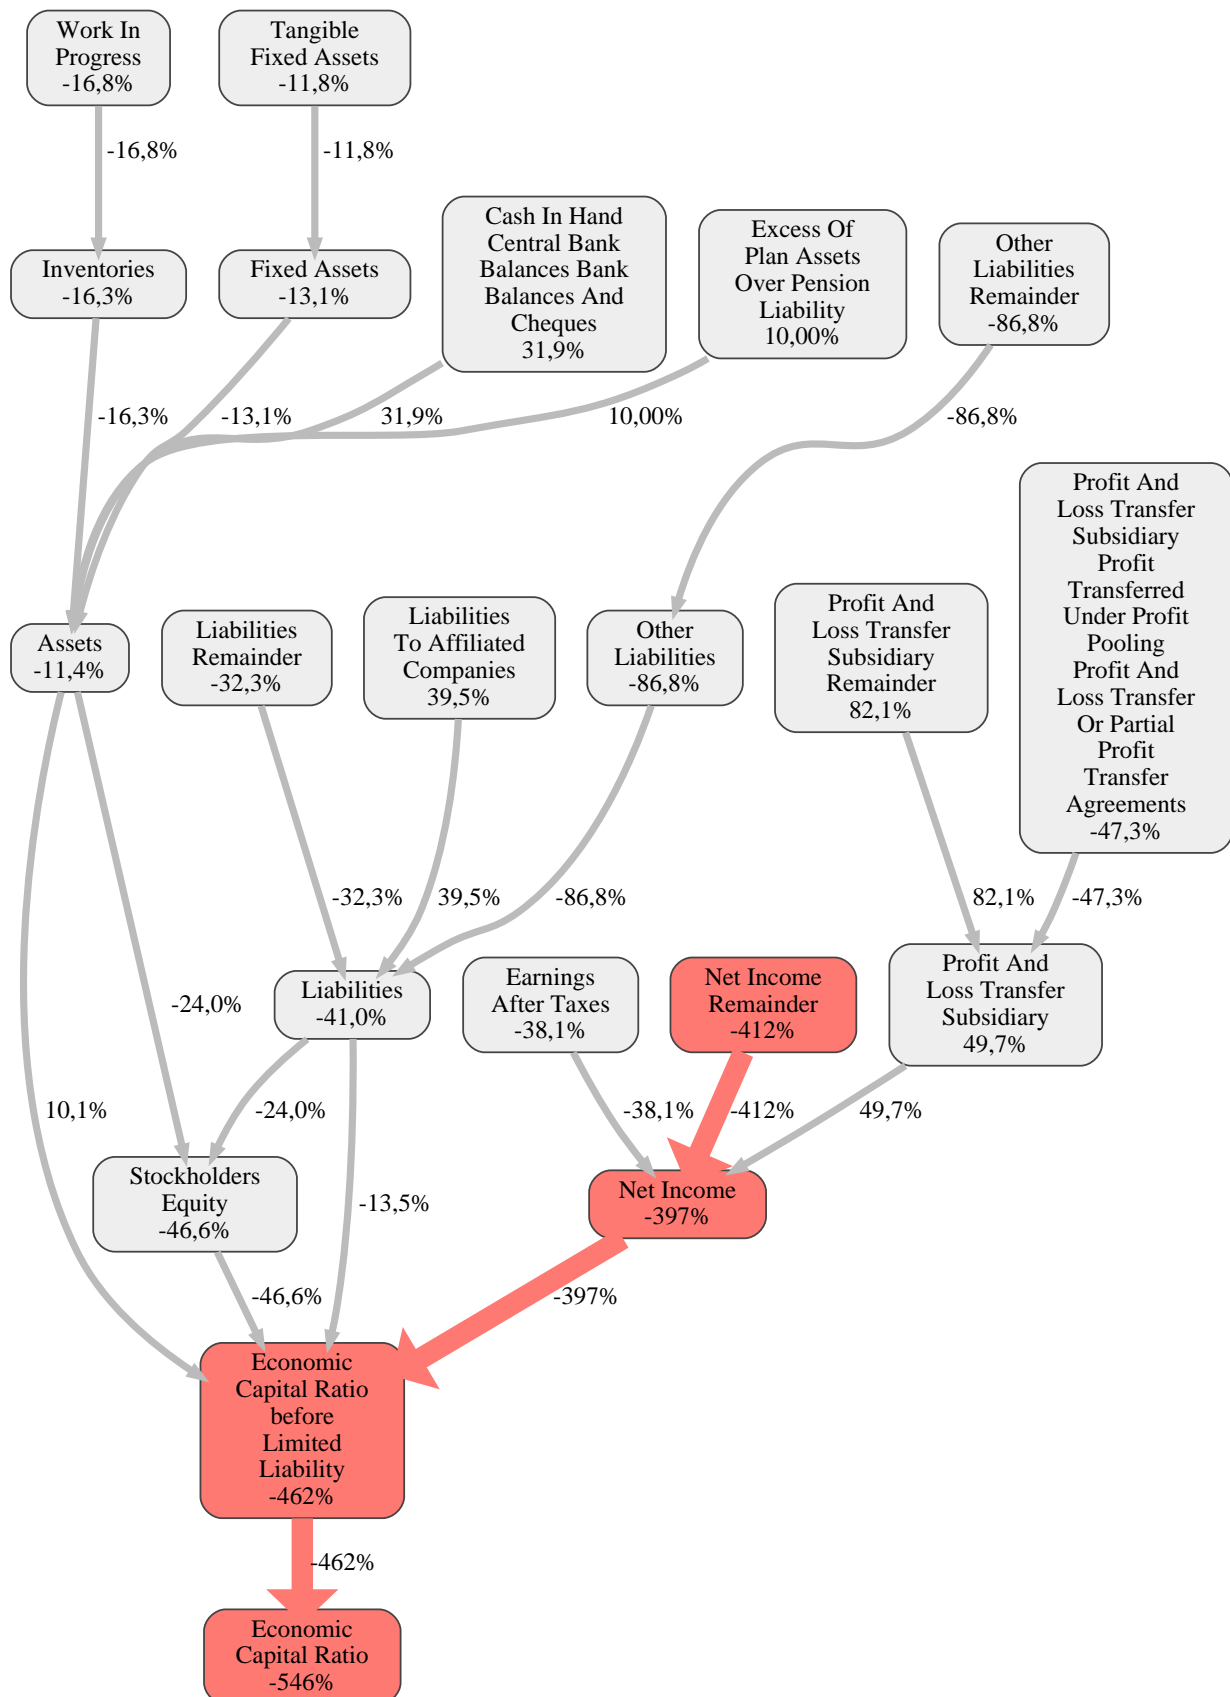 Work In
Progress
-16,8%
Tangible
Fixed Assets
-11,8%
-16,8%
-11,8%
Cash In Hand
Central Bank
Balances Bank
Balances And
Cheques
31,9%
Excess Of
Plan Assets
Over Pension
Liability
10,00%
Other
Liabilities
Remainder
-86,8%
Inventories
-16,3%
Fixed Assets
-13,1%
-16,3%
-13,1%
31,9%
10,00%
-86,8%
Profit And
Loss Transfer
Subsidiary
Profit
Transferred
Under Profit
Pooling
Profit And
Loss Transfer
Or Partial
Profit
Transfer
Agreements
-47,3%
Assets
-11,4%
Liabilities
Remainder
-32,3%
Liabilities
To Affiliated
Companies
39,5%
Other
Liabilities
-86,8%
Profit And
Loss Transfer
Subsidiary
Remainder
82,1%
-32,3%
39,5%
-86,8%
82,1%
-47,3%
-24,0%
Liabilities
-41,0%
Earnings
After Taxes
-38,1%
Net Income
Remainder
-412%
Profit And
Loss Transfer
Subsidiary
49,7%
10,1%
-24,0%
-38,1%
-412%
49,7%
Stockholders
Equity
-46,6%
-13,5%
Net Income
-397%
-46,6%
-397%
Economic
Capital Ratio
before
Limited
Liability
-462%
-462%
Economic
Capital Ratio
-546%